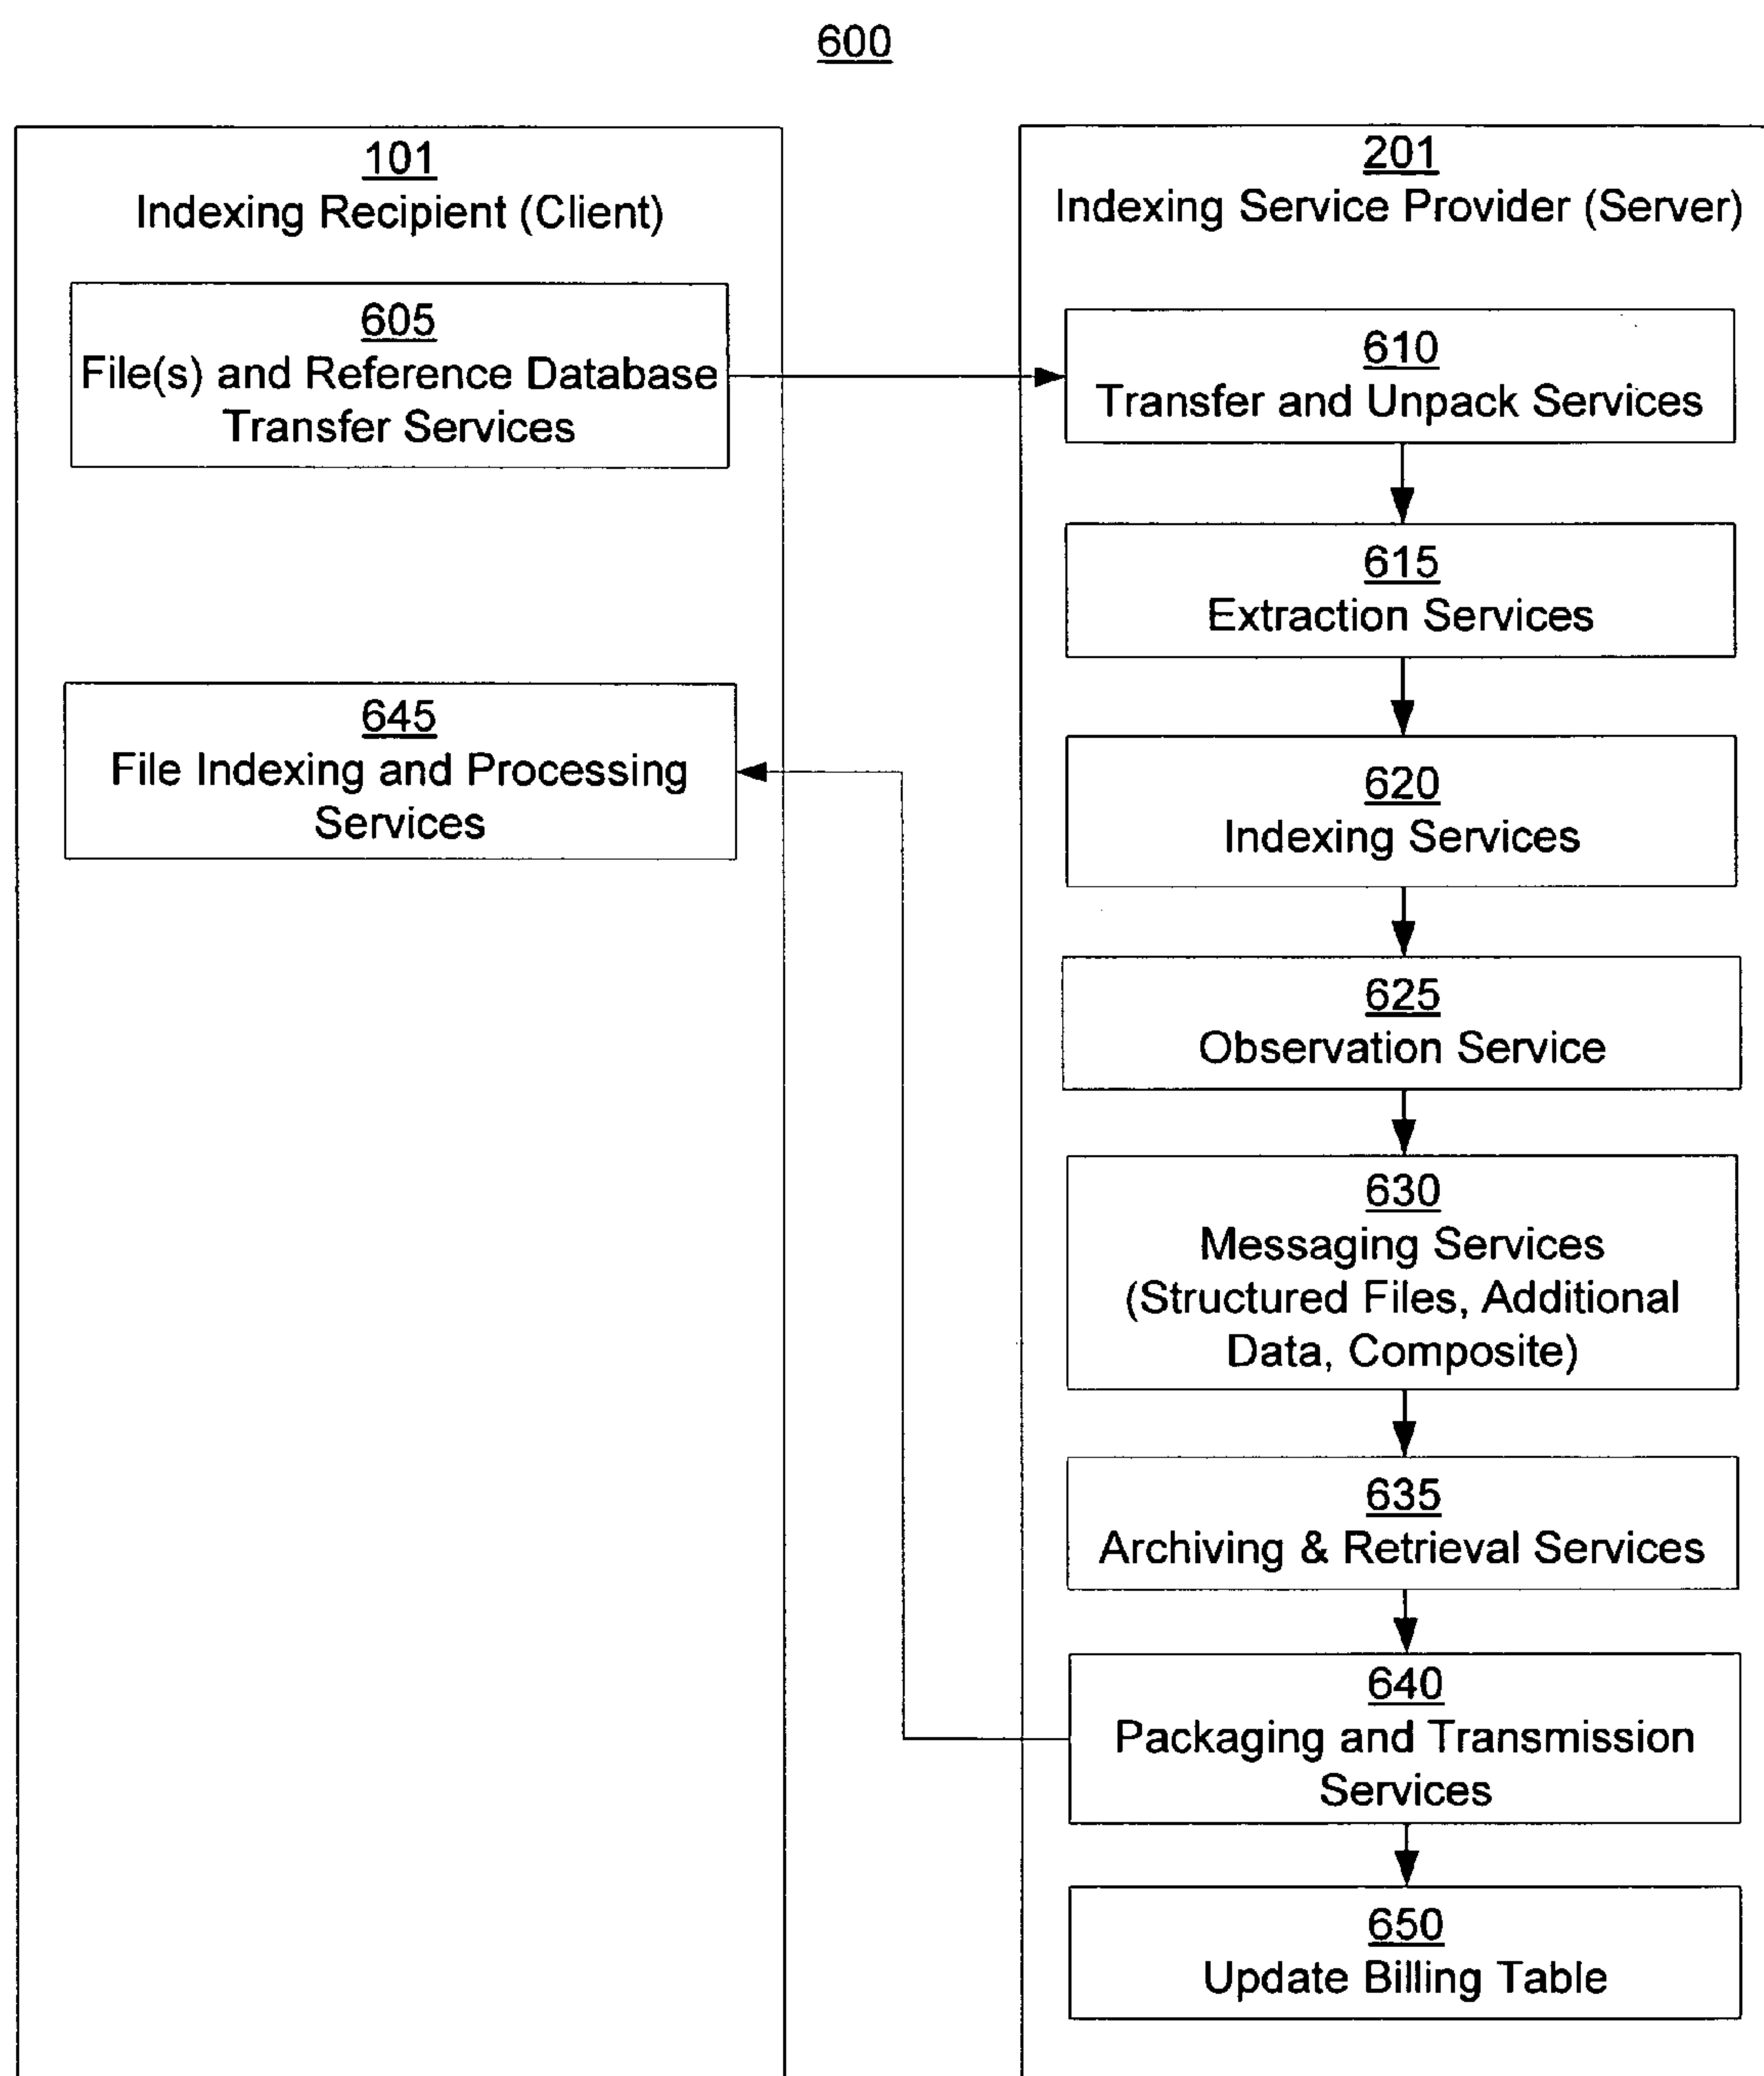 600
101
Indexing Recipient (Client)
605
File(s) and Reference Database
Transfer Services
645
File Indexing and Processing
Services
201
Indexing Service Provider (Server)
610
Transfer and Unpack Services
615
Extraction Services
620
Indexing Services
625
Observation Service
630
Messaging Services
(Structured Files, Additional
Data, Composite)
635
Archiving & Retrieval Services
640
Packaging and Transmission
Services
650
Update Billing Table